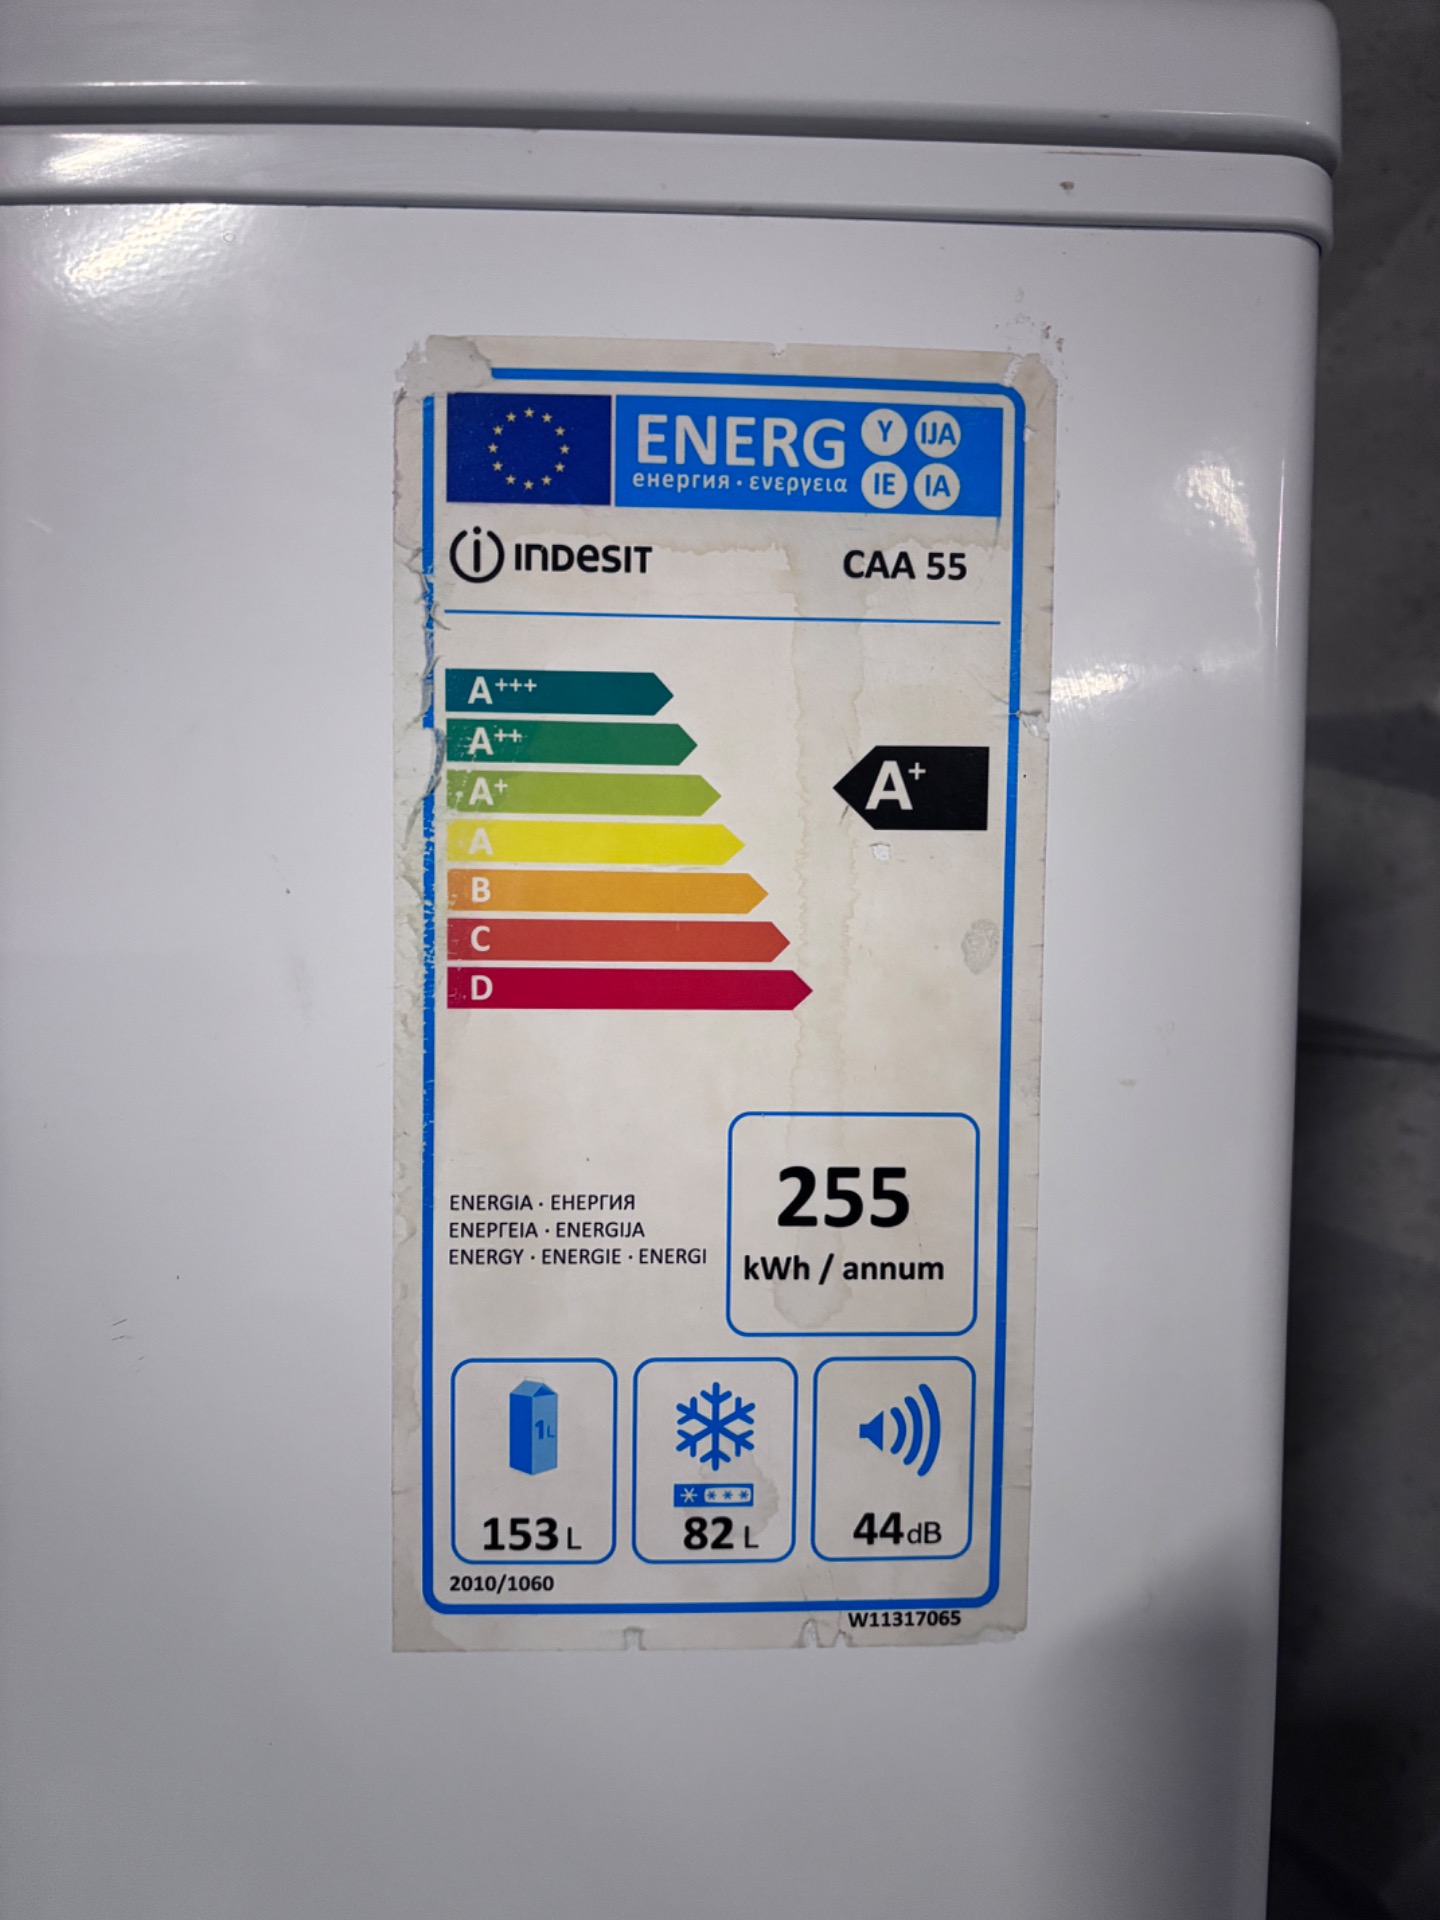 ENERG Y IJA
енергия · ενεργεια IE IA
indesit CAA 55
A+++
A++
A+
A+
A
B
C
D
255
kWh / annum
ENERGIA · ЕНЕРГИЯ
ΕΝΕΡΓΕΙΑ · ENERGIJA
ENERGY · ENERGIE · ENERGI
1L
153 L
82 L
44 dB
2010/1060
W11317065